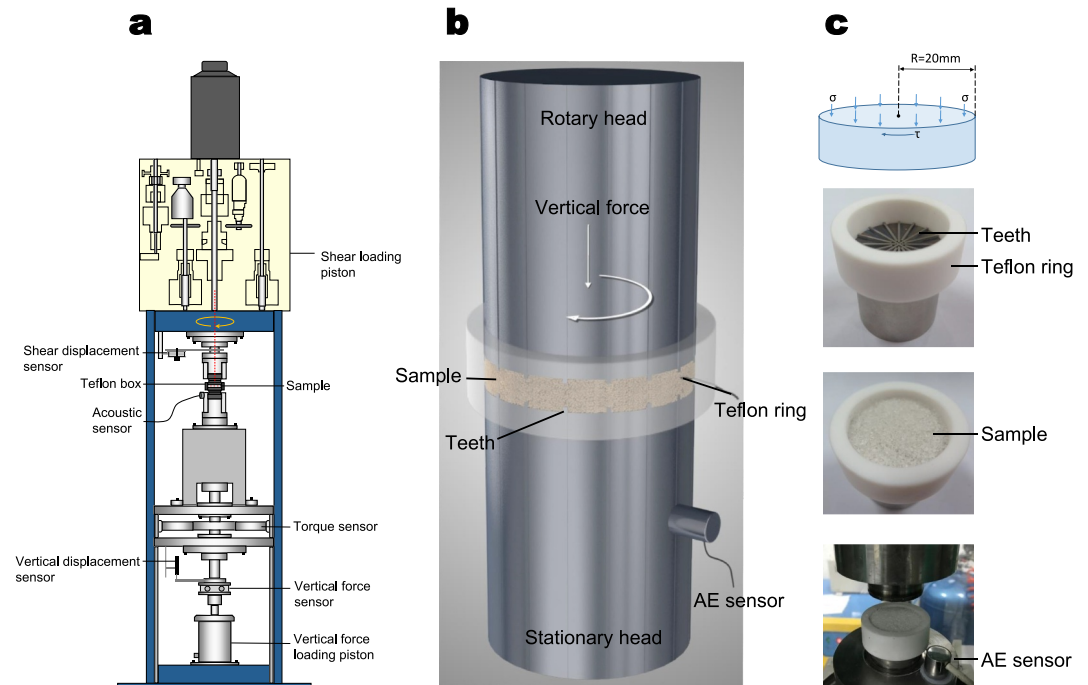 a
Shear loading
piston
Shear displacement
sensor
Teflon box
Sample
Acoustic
sensor
Torque sensor
Vertical displacement
sensor
Vertical force
sensor
Vertical force
loading piston
b
Rotary head
Vertical force
Sample
Teflon ring
Teeth
AE sensor
Stationary head
c
R=20mm
σ
σ
τ
Teeth
Teflon ring
Sample
AE sensor